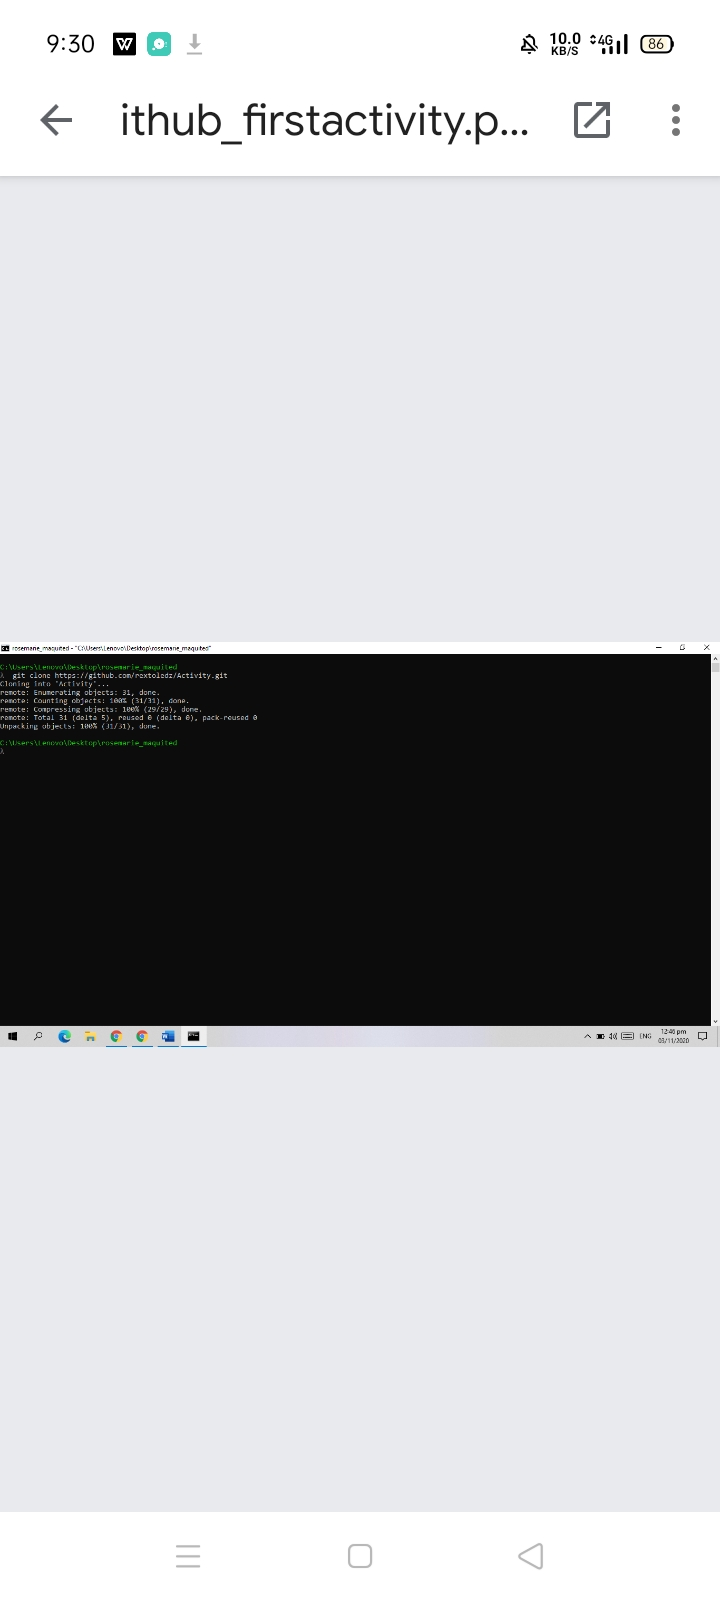 9:30
10.0
KB/S
4G
86
ithub_firstactivity.p...
rosemarie_maquited - "C:\Users\Lenovo\Desktop\rosemarie_maquited"
C:\Users\Lenovo\Desktop\rosemarie_maquited
λ git clone https://github.com/rextoledz/Activity.git
Cloning into 'Activity'...
remote: Enumerating objects: 31, done.
remote: Counting objects: 100% (31/31), done.
remote: Compressing objects: 100% (29/29), done.
remote: Total 31 (delta 5), reused 0 (delta 0), pack-reused 0
Unpacking objects: 100% (31/31), done.
C:\Users\Lenovo\Desktop\rosemarie_maquited
λ
ENG
12:46 pm
03/11/2020